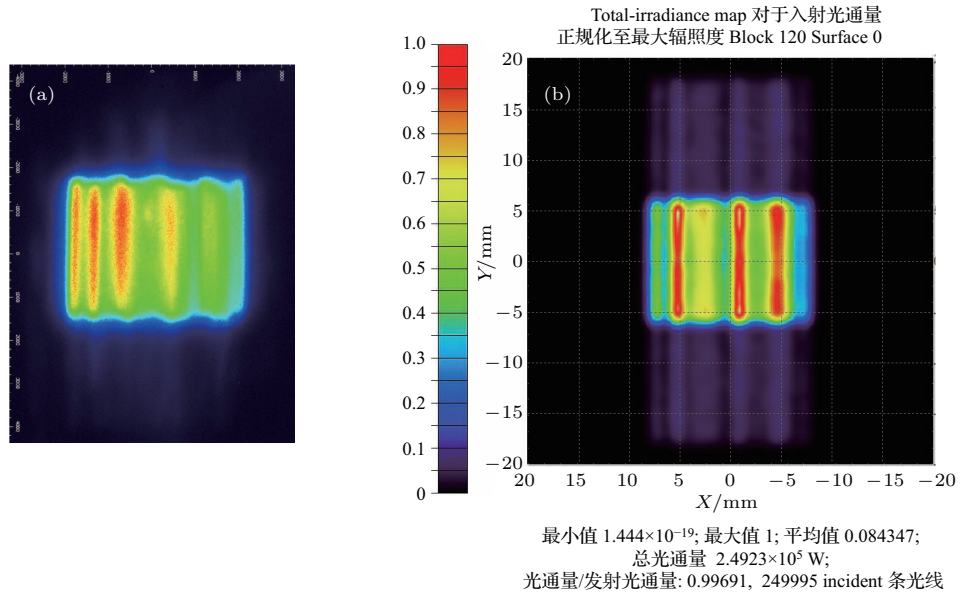 Total-irradiance map 对于入射光通量
正规化至最大辐照度 Block 120 Surface 0
(a)
1.0
0.9
0.8
0.7
0.6
0.5
0.4
0.3
0.2
0.1
0
(b)
20
15
10
5
0
−5
−10
−15
−20
Y/mm
20 15 10 5 0 −5 −10 −15 −20
X/mm
最小值 1.444×10⁻¹⁹; 最大值 1; 平均值 0.084347;
总光通量 2.4923×10⁵ W;
光通量/发射光通量: 0.99691, 249995 incident 条光线